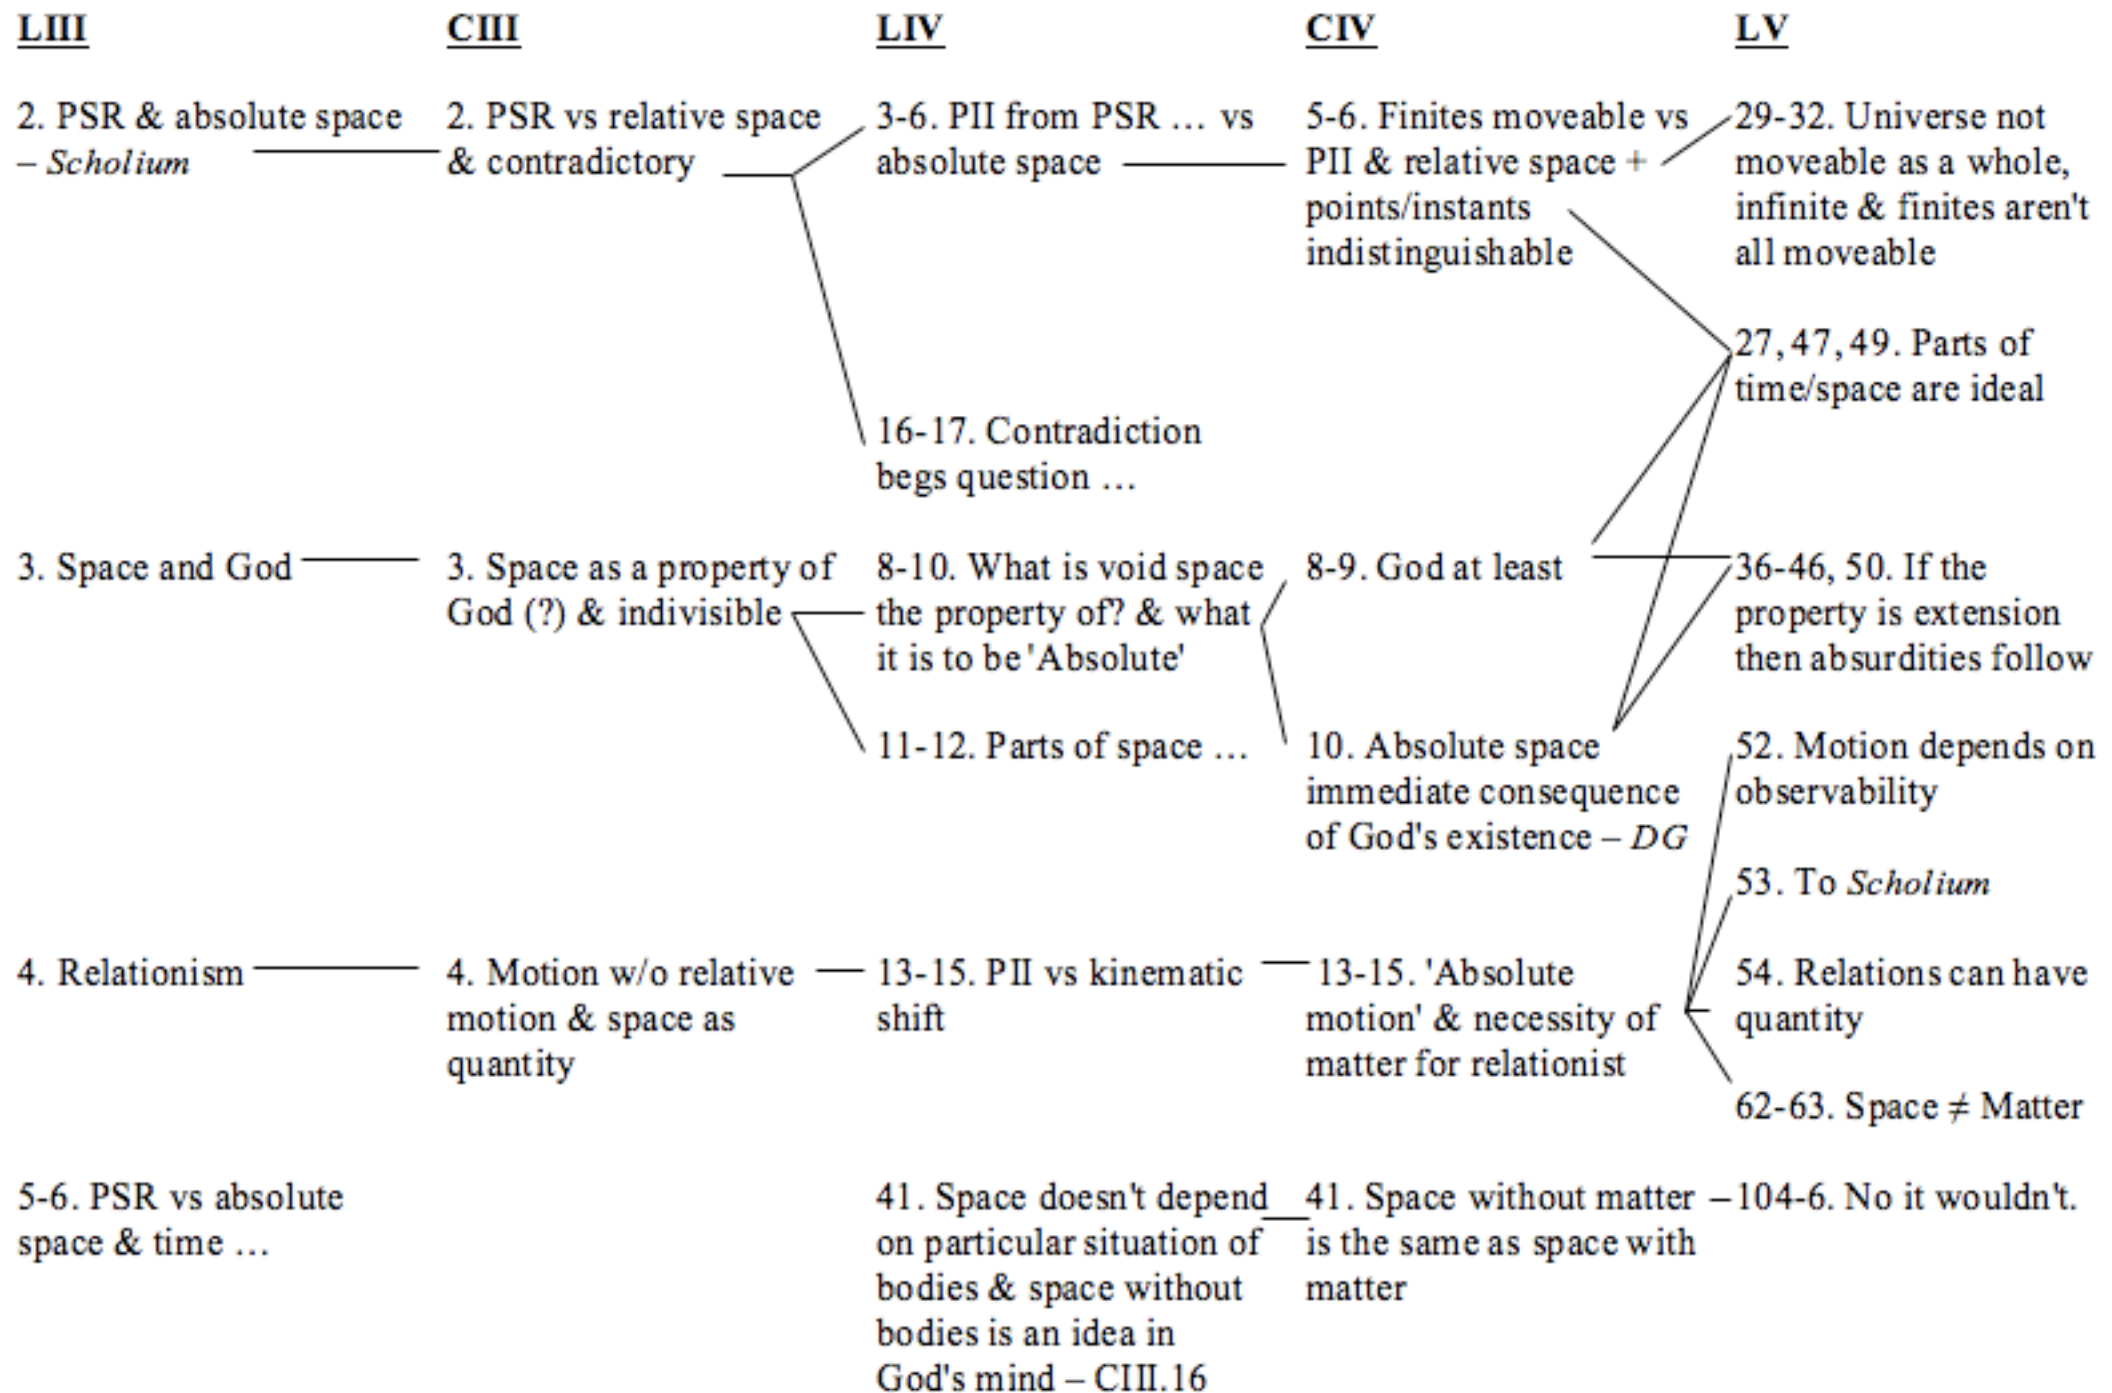 LIII
2. PSR & absolute space
– Scholium
3. Space and God
4. Relationism
5-6. PSR vs absolute
space & time …
CIII
2. PSR vs relative space
& contradictory
3. Space as a property of
God (?) & indivisible
4. Motion w/o relative
motion & space as
quantity
LIV
3-6. PII from PSR … vs
absolute space
16-17. Contradiction
begs question …
8-10. What is void space
the property of? & what
it is to be 'Absolute'
11-12. Parts of space …
13-15. PII vs kinematic
shift
41. Space doesn't depend
on particular situation of
bodies & space without
bodies is an idea in
God's mind – CIII.16
CIV
5-6. Finites moveable vs
PII & relative space +
points/instants
indistinguishable
8-9. God at least
10. Absolute space
immediate consequence
of God's existence – DG
13-15. 'Absolute
motion' & necessity of
matter for relationist
41. Space without matter
is the same as space with
matter
LV
29-32. Universe not
moveable as a whole,
infinite & finites aren't
all moveable
27, 47, 49. Parts of
time/space are ideal
36-46, 50. If the
property is extension
then absurdities follow
52. Motion depends on
observability
53. To Scholium
54. Relations can have
quantity
62-63. Space ≠ Matter
104-6. No it wouldn't.